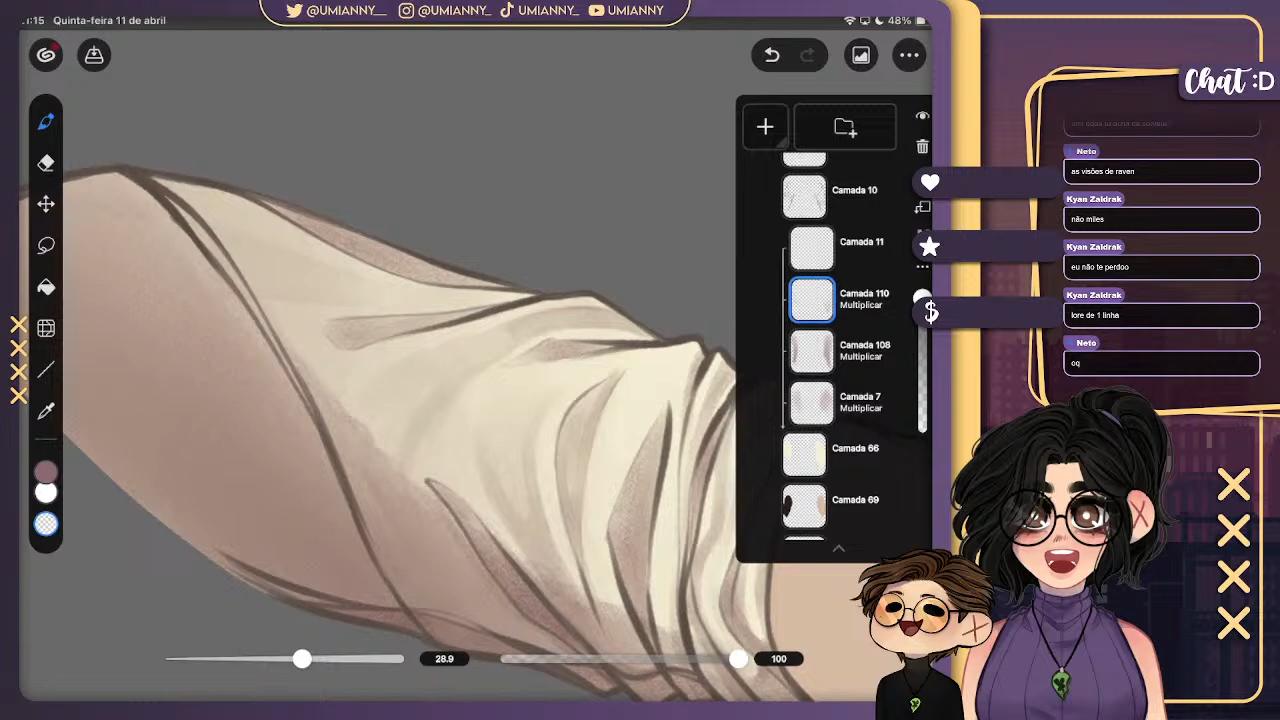 @UMIANNY__ @UMIANNY_ UMIANNY_ UMIANNY
:15 Quinta-feira 11 de abril
48%
Chat :D
Camada 10
Camada 11
Camada 110
Multiplicar
Camada 108
Multiplicar
Camada 7
Multiplicar
Camada 66
Camada 69
28.9
100
Neto
as visões de raven
Kyan Zaldrak
não miles
Kyan Zaldrak
eu não te perdoo
Kyan Zaldrak
lore de 1 linha
Neto
oq